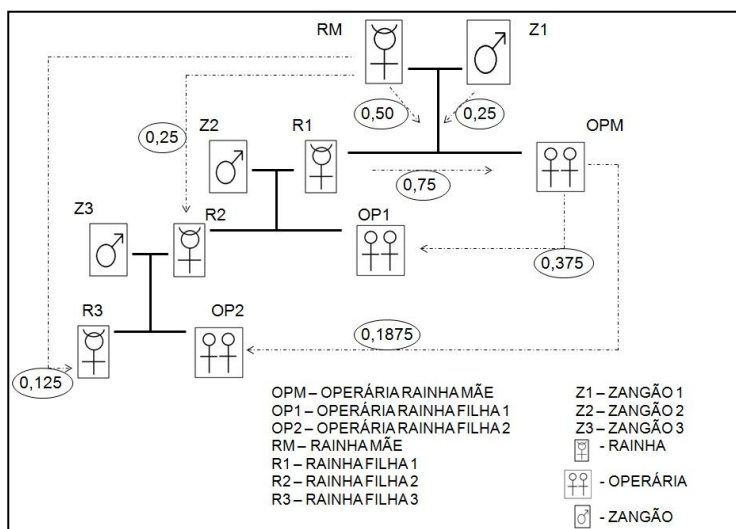 RM
Z1
0,50
0,25
0,25
Z2
R1
OPM
0,75
Z3
R2
OP1
0,375
R3
OP2
0,1875
0,125
OPM – OPERÁRIA RAINHA MÃE
OP1 – OPERÁRIA RAINHA FILHA 1
OP2 – OPERÁRIA RAINHA FILHA 2
RM – RAINHA MÃE
R1 – RAINHA FILHA 1
R2 – RAINHA FILHA 2
R3 – RAINHA FILHA 3
Z1 – ZANGÃO 1
Z2 – ZANGÃO 2
Z3 – ZANGÃO 3
- RAINHA
- OPERÁRIA
- ZANGÃO